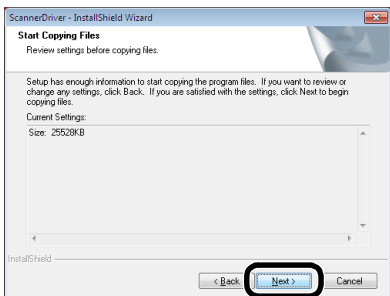 ScannerDriver - InstallShield Wizard
Start Copying Files
Review settings before copying files.
Setup has enough information to start copying the program files. If you want to review or
change any settings, click Back. If you are satisfied with the settings, click Next to begin
copying files.
Current Settings:
Size: 25528KB
InstallShield
< Back Next > Cancel